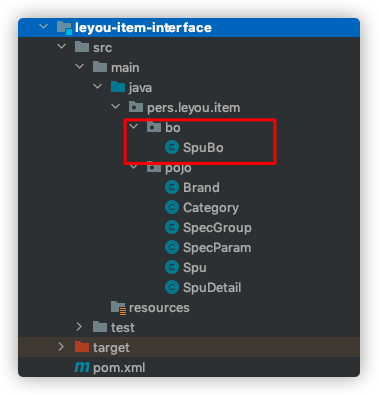 leyou-item-interface
src
main
java
pers.leyou.item
bo
SpuBo
pojo
Brand
Category
SpecGroup
SpecParam
Spu
SpuDetail
resources
test
target
pom.xml